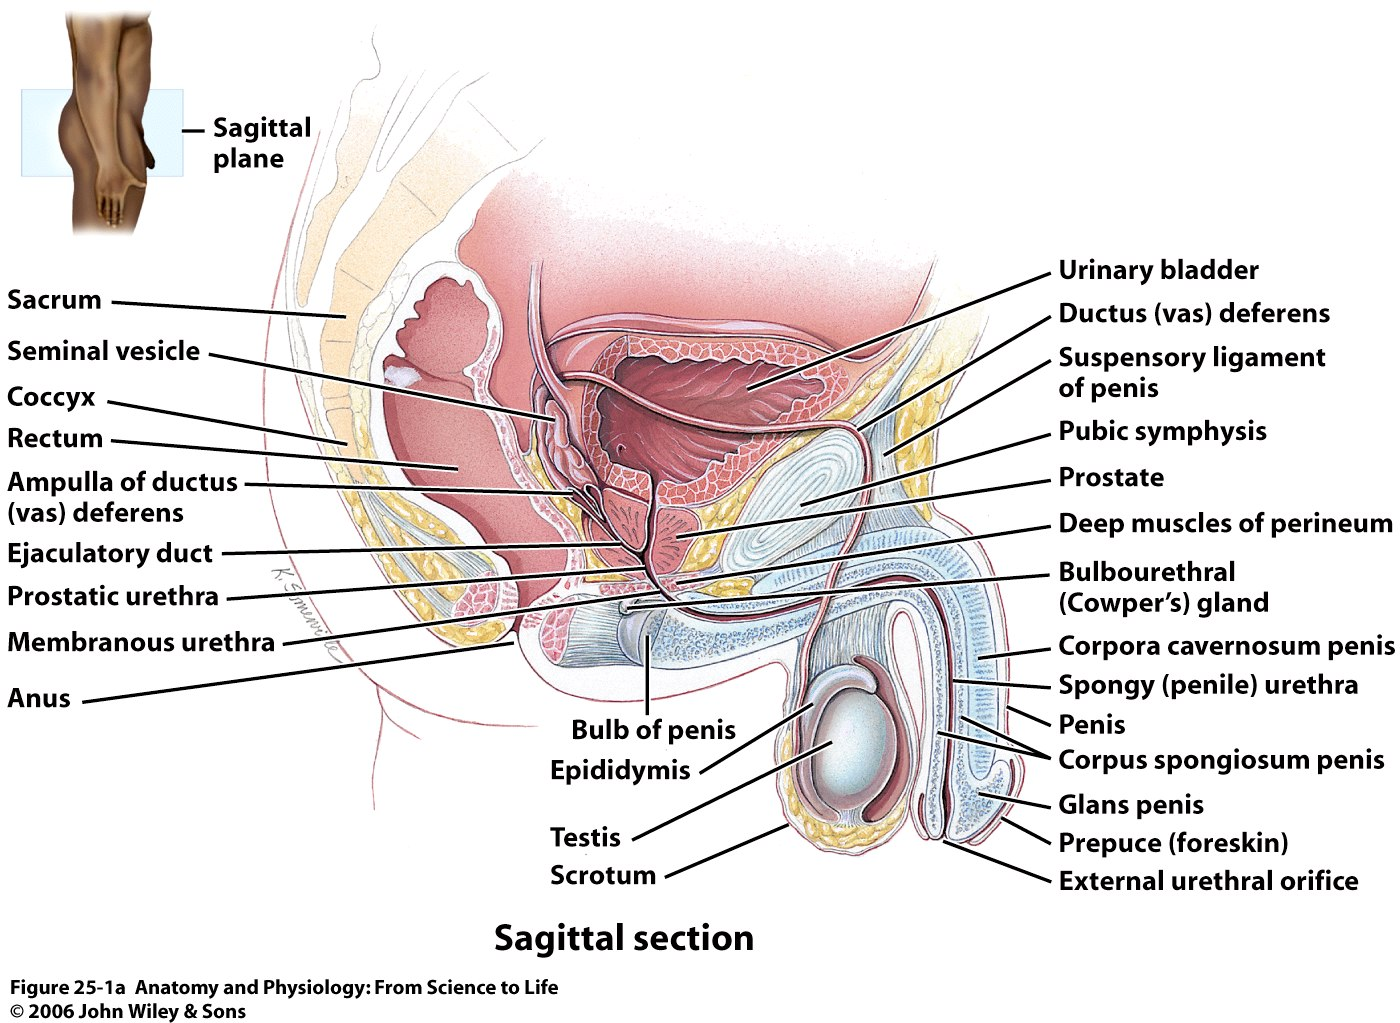 Sagittal
plane
Sacrum
Seminal vesicle
Coccyx
Rectum
Ampulla of ductus
(vas) deferens
Ejaculatory duct
Prostatic urethra
Membranous urethra
Anus
Urinary bladder
Ductus (vas) deferens
Suspensory ligament
of penis
Pubic symphysis
Prostate
Deep muscles of perineum
Bulbourethral
(Cowper's) gland
Corpora cavernosum penis
Spongy (penile) urethra
Penis
Corpus spongiosum penis
Glans penis
Prepuce (foreskin)
External urethral orifice
Bulb of penis
Epididymis
Testis
Scrotum
K. Somerville
Sagittal section
Figure 25-1a Anatomy and Physiology: From Science to Life
© 2006 John Wiley & Sons